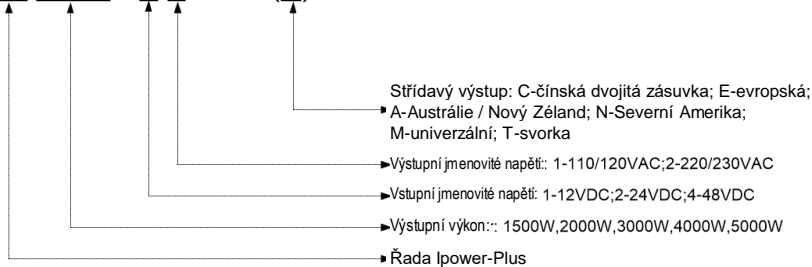 Střídavý výstup: C-čínská dvojitá zásuvka; E-evropská;
A-Austrálie / Nový Zéland; N-Severní Amerika;
M-univerzální; T-svorka
Výstupní jmenovité napětí:: 1-110/120VAC;2-220/230VAC
Vstupní jmenovité napětí: 1-12VDC;2-24VDC;4-48VDC
Výstupní výkon:: 1500W,2000W,3000W,4000W,5000W
Řada Ipower-Plus